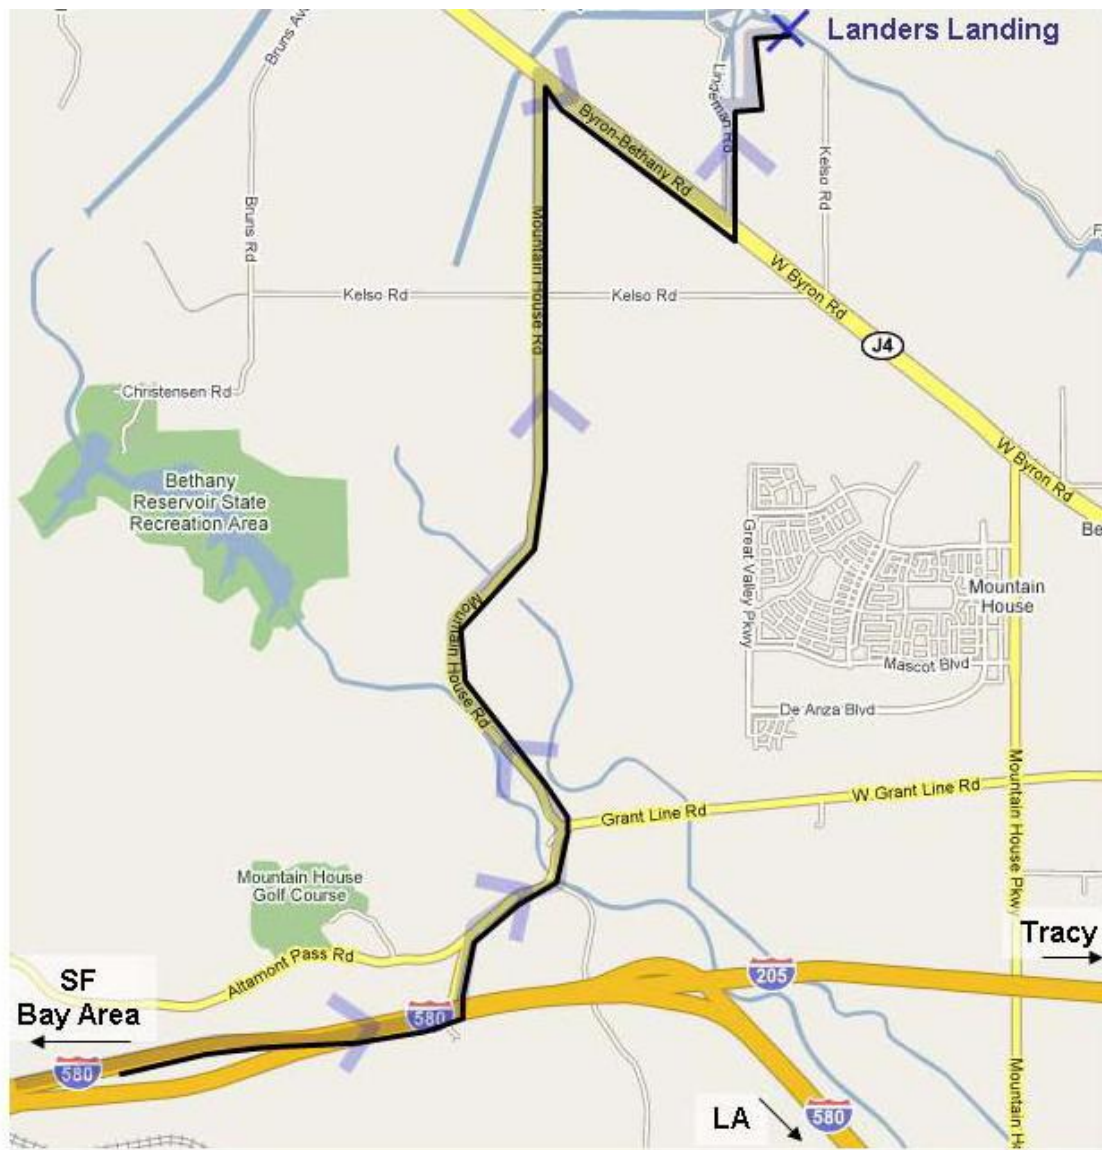 Landers Landing
Bruns Ave
Lindeman Rd
Byron-Bethany Rd
Kelso Rd
Bruns Rd
Mountain House Rd
W Byron Rd
Kelso Rd
Kelso Rd
J4
Christensen Rd
W Byron Rd
Bethany
Reservoir State
Recreation Area
Great Valley Pkwy
Be
Mountain
House
Mountain House Rd
Mascot Blvd
Mountain House Rd
De Anza Blvd
W Grant Line Rd
Grant Line Rd
Mountain House Pkwy
Mountain House
Golf Course
Tracy
Altamont Pass Rd
205
SF
Bay Area
580
580
Mountain H
LA
580